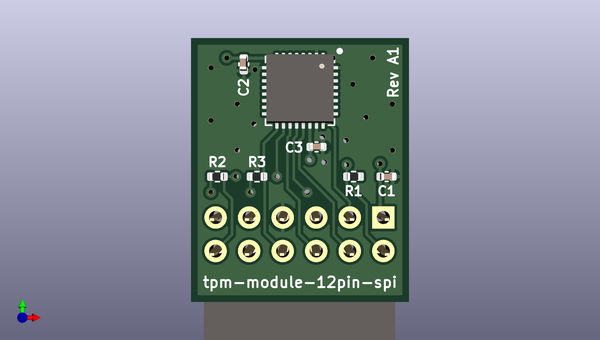 Rev A1
C2
C3
R2
R3
R1
C1
tpm-module-12pin-spi